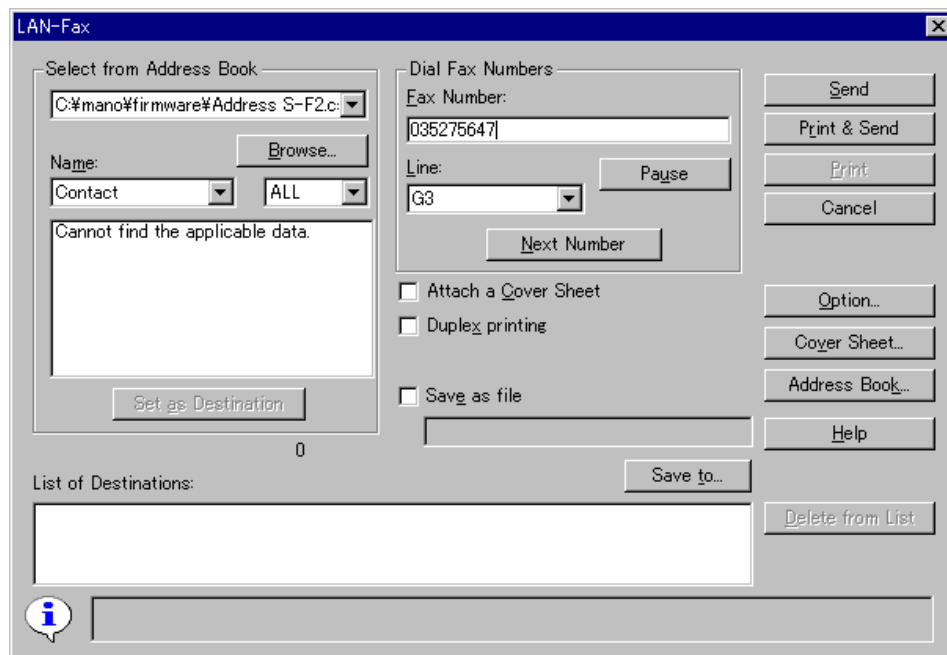 LAN-Fax
Select from Address Book
C:¥mano¥firmware¥Address S-F2.c
Browse...
Name:
Contact
ALL
Cannot find the applicable data.
Set as Destination
0
Dial Fax Numbers
Fax Number:
035275647
Line:
Pause
G3
Next Number
Attach a Cover Sheet
Duplex printing
Save as file
Save to...
Send
Print & Send
Print
Cancel
Option...
Cover Sheet...
Address Book...
Help
List of Destinations:
Delete from List